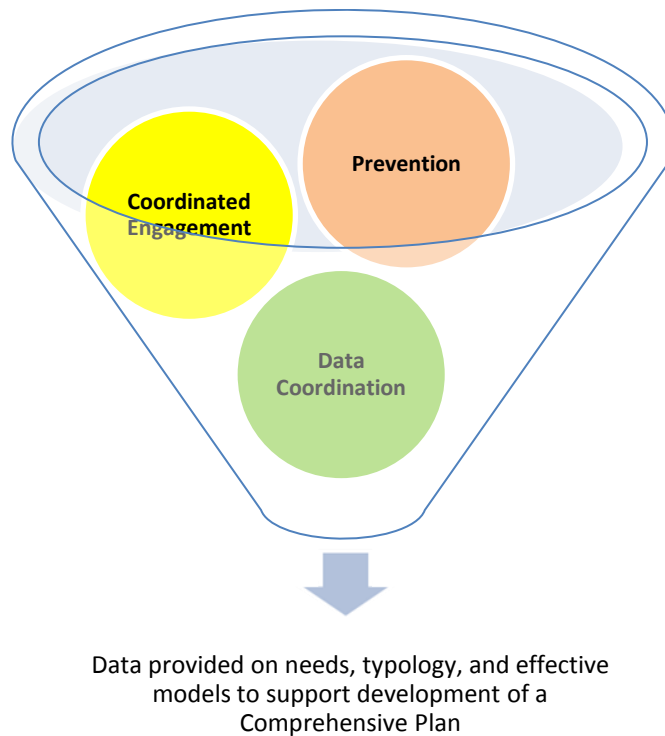 Prevention
Coordinated
Engagement
Data
Coordination
Data provided on needs, typology, and effective
models to support development of a
Comprehensive Plan